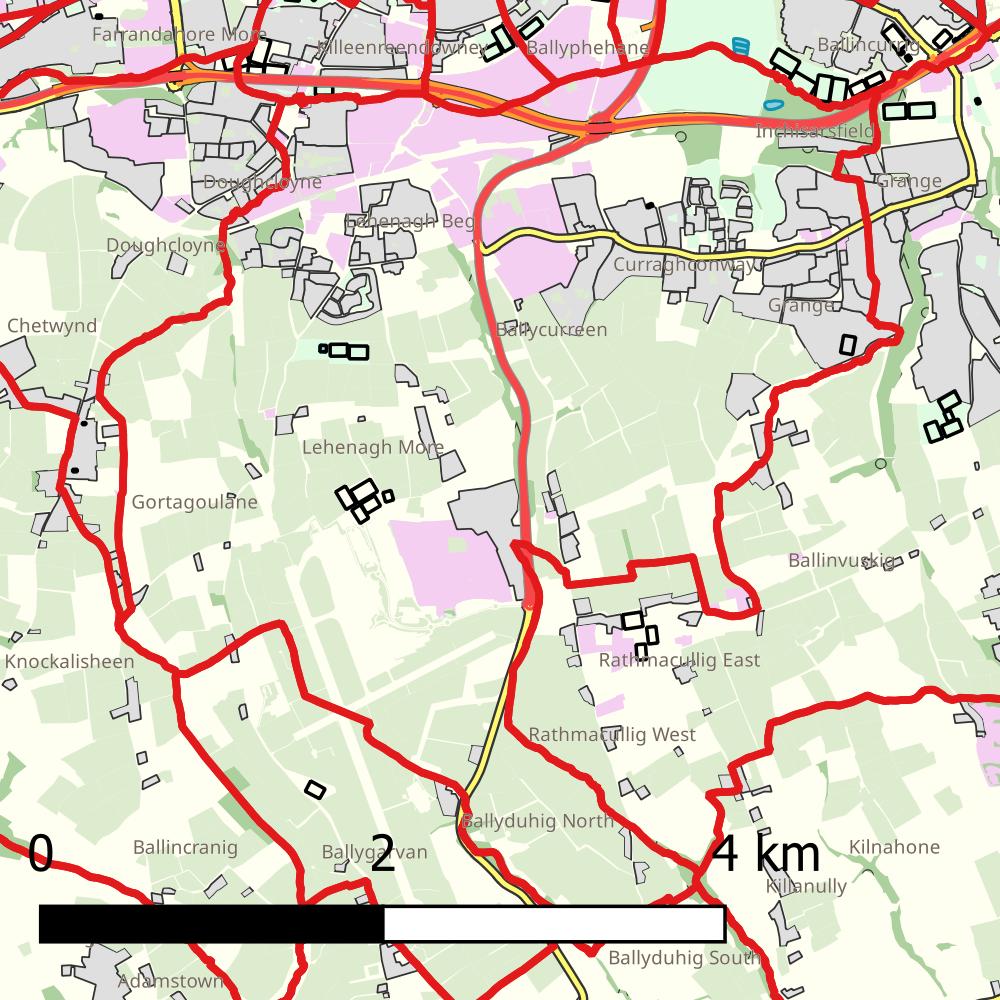 Farrandahore More
Killeenreendowney
Ballyphehane
Ballincurrig
Inchisarsfield
Doughcloyne
Grange
Lehenagh Beg
Doughcloyne
Curraghconway
Grange
Chetwynd
Ballycurreen
Lehenagh More
Gortagoulane
Ballinvuskig
Knockalisheen
Rathmacullig East
Rathmacullig West
Ballyduhig North
Ballincranig
Ballygarvan
Kilnahone
0 2 4 km
Killanully
Ballyduhig South
Adamstown